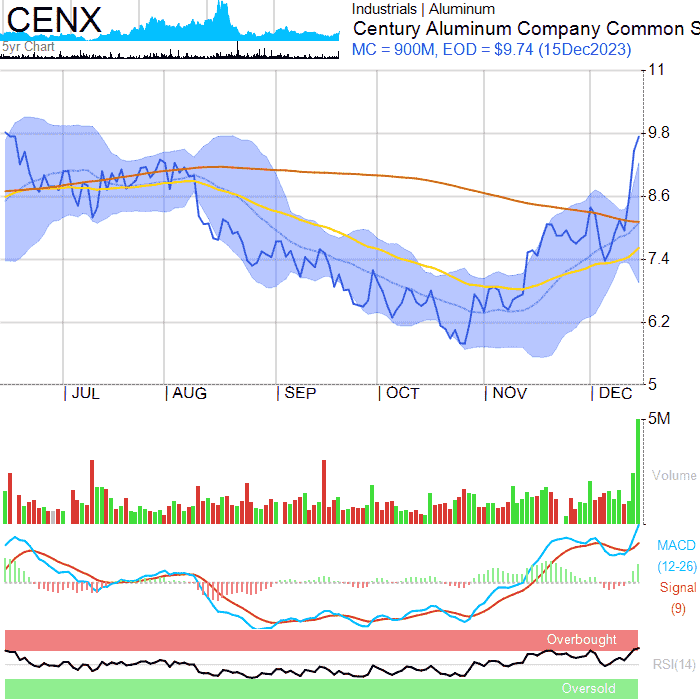 CENX
5yr Chart
Industrials | Aluminum
Century Aluminum Company Common S
MC = 900M, EOD = $9.74 (15Dec2023)
11
9.8
8.6
7.4
6.2
5
| JUL | AUG | SEP | OCT | NOV | DEC
5M
Volume
MACD
(12-26)
Signal
(9)
Overbought
RSI(14)
Oversold